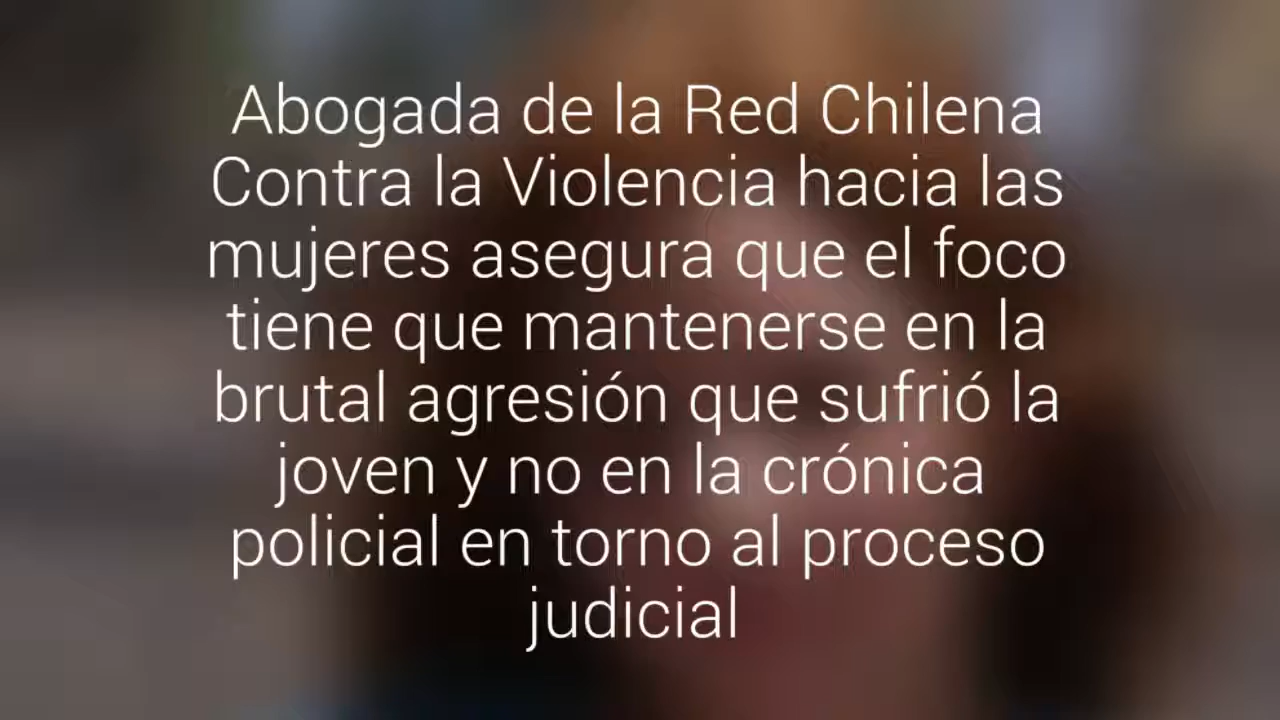 Abogada de la Red Chilena
Contra la Violencia hacia las
mujeres asegura que el foco
tiene que mantenerse en la
brutal agresión que sufrió la
joven y no en la crónica
policial en torno al proceso
judicial